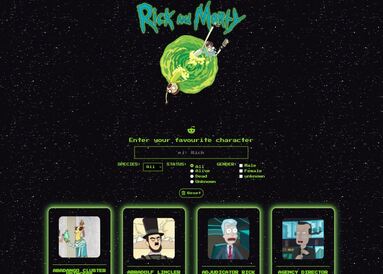 Rick and Morty
Enter your favourite character
ej: Rick
SPECIES: All STATUS: All GENDER: Male
Alive Female
Dead unknown
Unknown
Reset
ABADANGO CLUSTER
ABRADOLF LINCLER
ADJUDICATOR RICK
AGENCY DIRECTOR